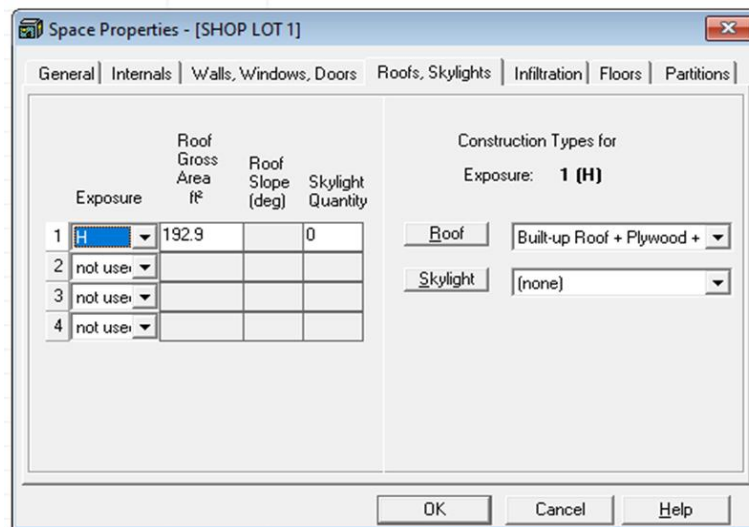 Space Properties - [SHOP LOT 1]
General Internals Walls, Windows, Doors Roofs, Skylights Infiltration Floors Partitions
Exposure
Roof
Gross
Area
ft²
Roof
Slope
(deg)
Skylight
Quantity
1 H 192.9 0
2 not use
3 not use
4 not use
Construction Types for
Exposure: 1 (H)
Roof Built-up Roof + Plywood +
Skylight (none)
OK Cancel Help